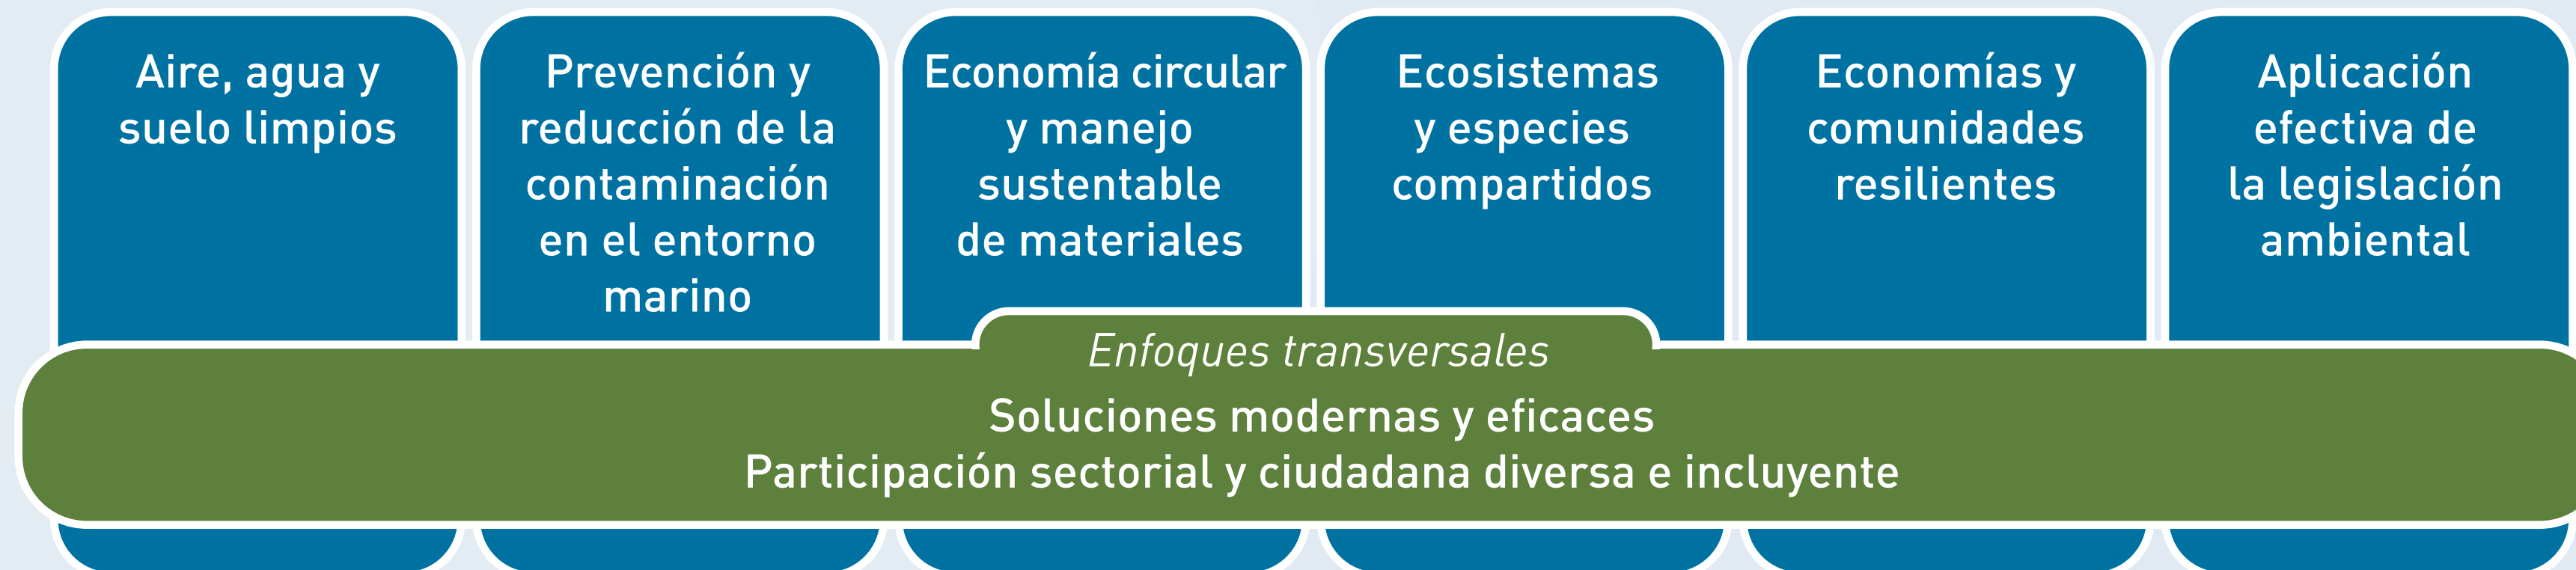 Aire, agua y
suelo limpios
Prevención y
reducción de la
contaminación
en el entorno
marino
Economía circular
y manejo
sustentable
de materiales
Ecosistemas
y especies
compartidos
Economías y
comunidades
resilientes
Aplicación
efectiva de
la legislación
ambiental
Enfoques transversales
Soluciones modernas y eficaces
Participación sectorial y ciudadana diversa e incluyente